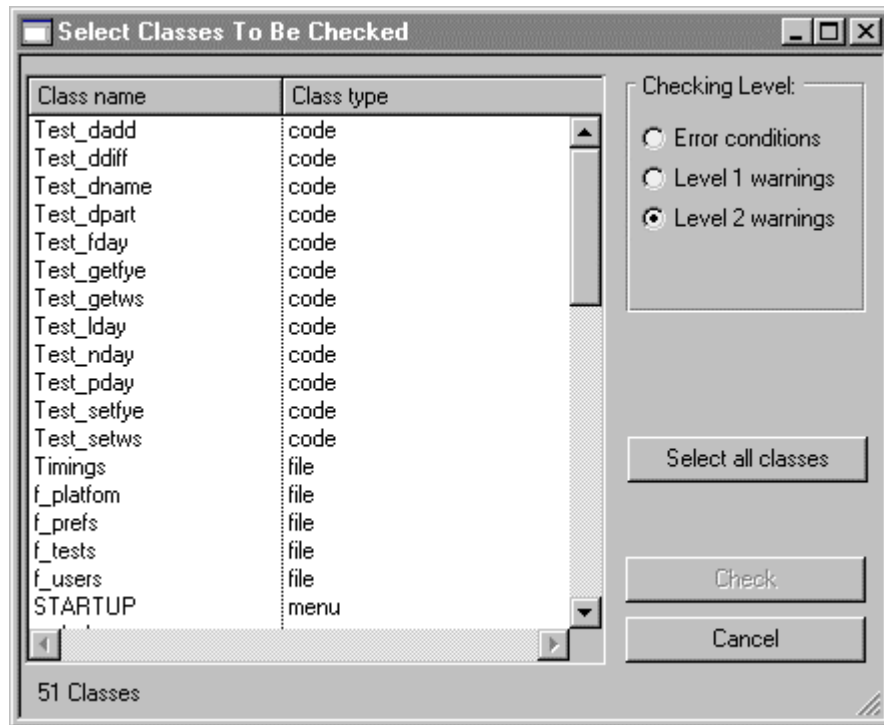 Select Classes To Be Checked
Class name Class type
Test_dadd code
Test_ddiff code
Test_dname code
Test_dpart code
Test_fday code
Test_getfye code
Test_getws code
Test_lday code
Test_nday code
Test_pday code
Test_setfye code
Test_setws code
Timings file
f_platfom file
f_prefs file
f_tests file
f_users file
STARTUP menu
51 Classes
Checking Level:
Error conditions
Level 1 warnings
Level 2 warnings
Select all classes
Check
Cancel